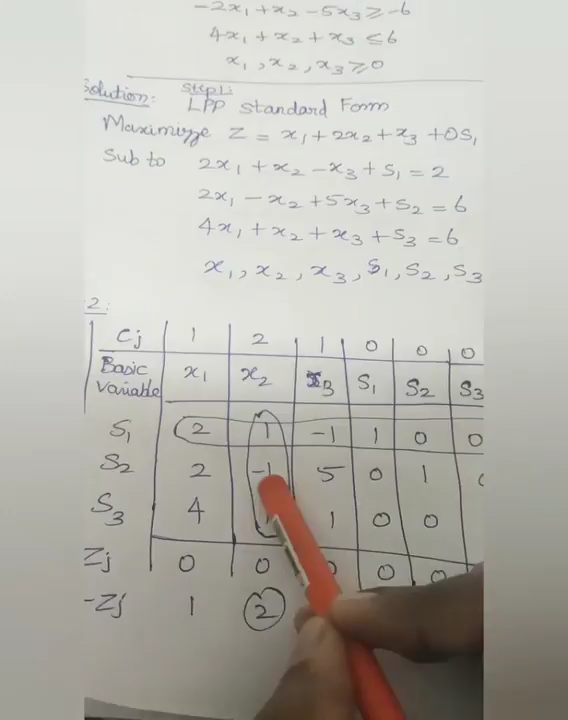 -2x₁ + x₂ - 5x₃ ≥ -6
4x₁ + x₂ + x₃ ≤ 6
x₁, x₂, x₃ ≥ 0
Solution: Step1:
LPP Standard Form
Maximize Z = x₁ + 2x₂ + x₃ + 0S₁
Sub to 2x₁ + x₂ - x₃ + S₁ = 2
2x₁ - x₂ + 5x₃ + S₂ = 6
4x₁ + x₂ + x₃ + S₃ = 6
x₁, x₂, x₃, S₁, S₂, S₃
2:
Cj 1 2 1 0 0 0
Basic Variable x₁ x₂ x₃ S₁ S₂ S₃
S₁ 2 1 -1 1 0 0
S₂ 2 -1 5 0 1
S₃ 4 1 0 0
Zj 0 0 0 0
-Zj 1 2